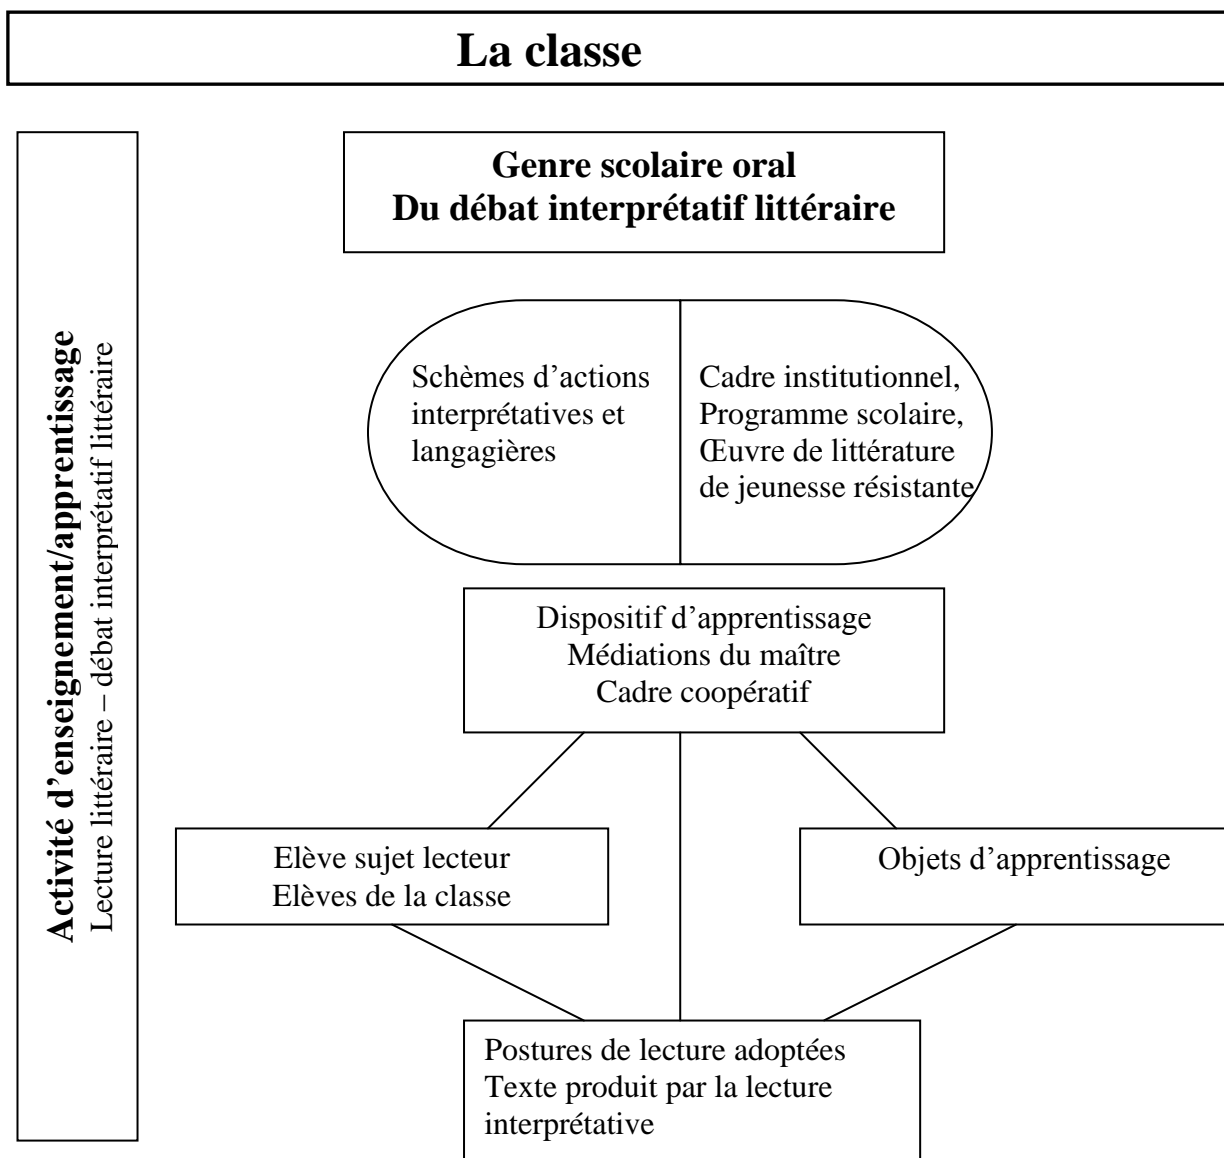 La classe
Genre scolaire oral
Du débat interprétatif littéraire
Activité d’enseignement/apprentissage
Lecture littéraire – débat interprétatif littéraire
Schèmes d’actions
interprétatives et
langagières
Cadre institutionnel,
Programme scolaire,
Œuvre de littérature
de jeunesse résistante
Dispositif d’apprentissage
Médiations du maître
Cadre coopératif
Elève sujet lecteur
Elèves de la classe
Objets d’apprentissage
Postures de lecture adoptées
Texte produit par la lecture
interprétative